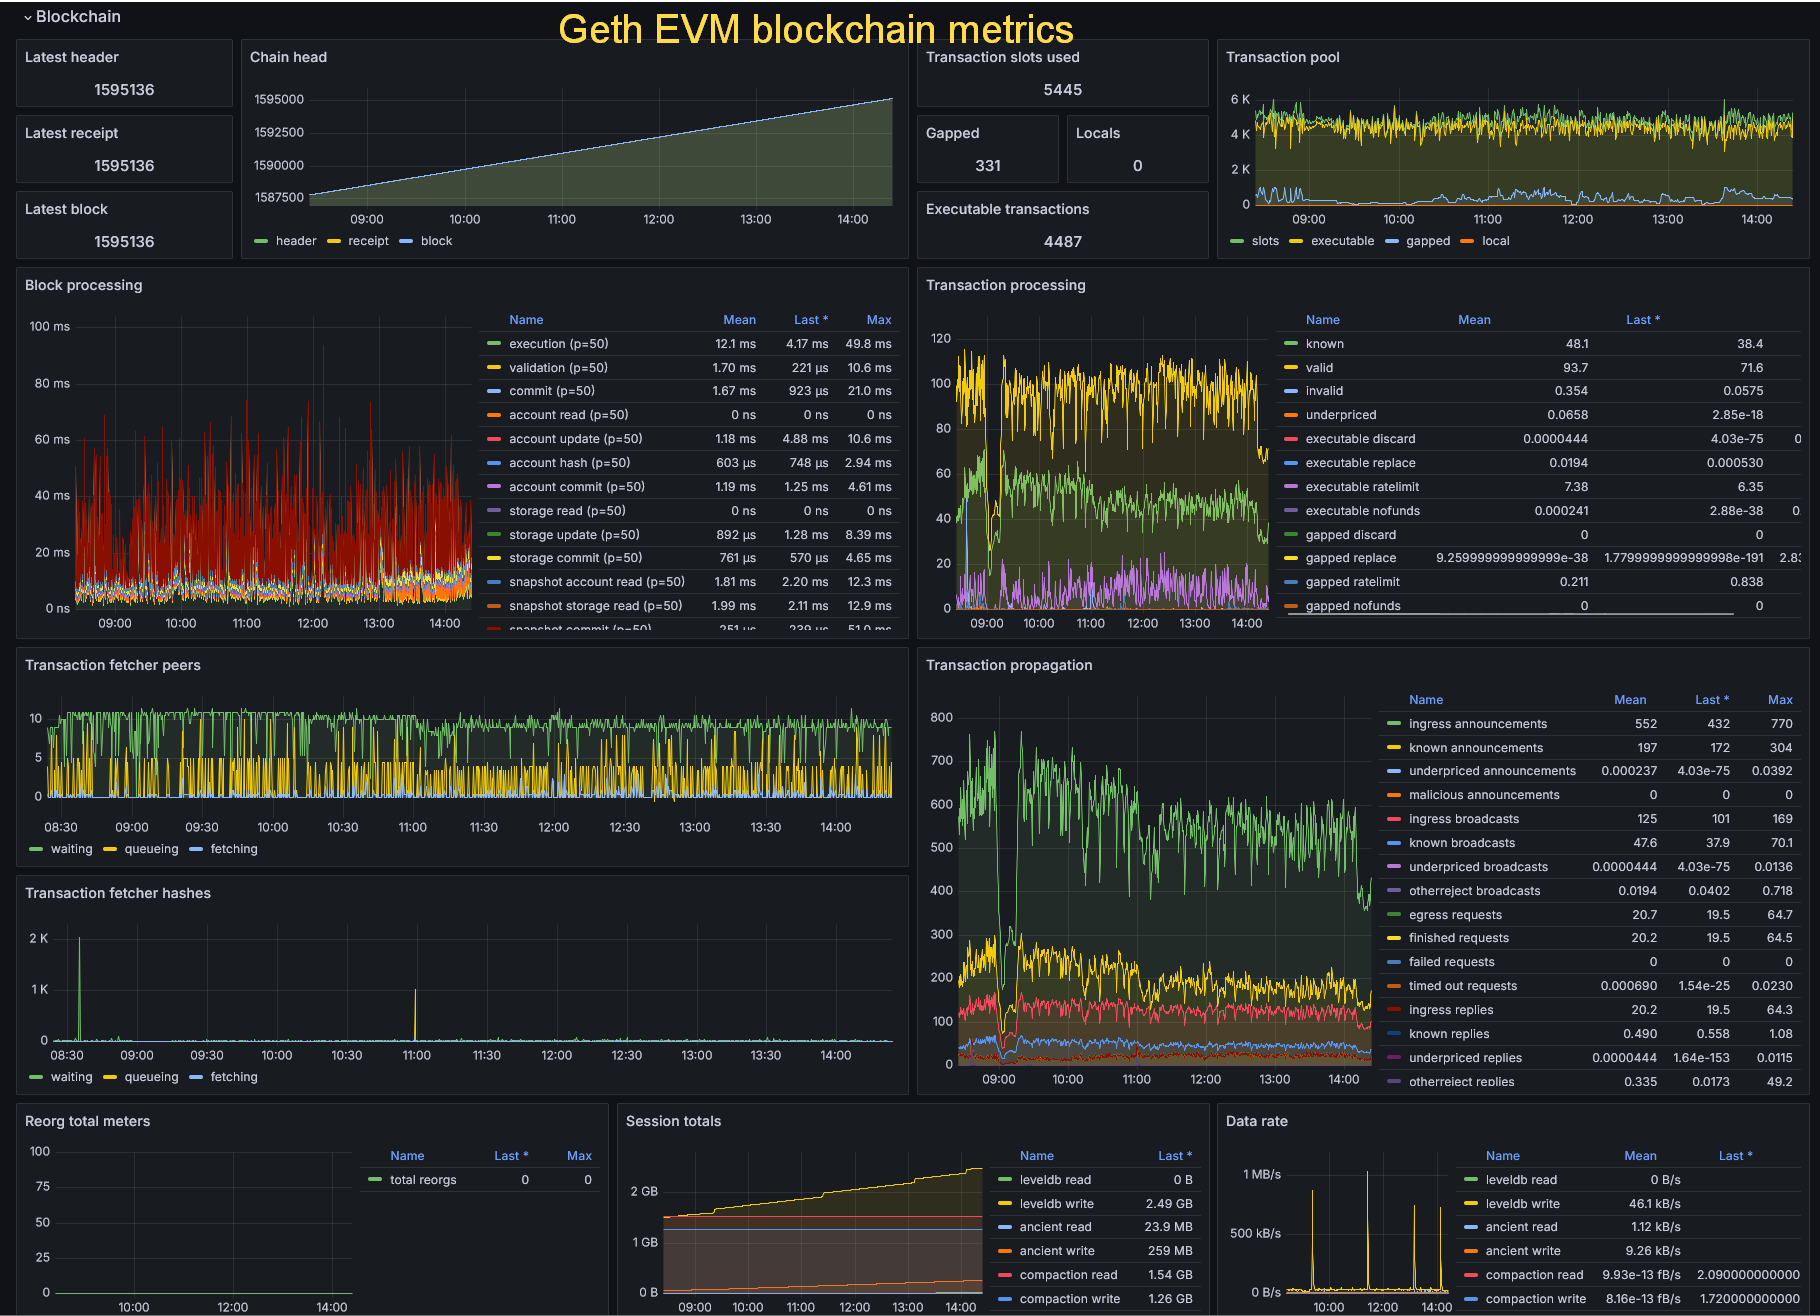 Blockchain
Geth EVM blockchain metrics
Latest header
1595136
Latest receipt
1595136
Latest block
1595136
Chain head
1595000
1592500
1590000
1587500
09:00 10:00 11:00 12:00 13:00 14:00
header receipt block
Transaction slots used
5445
Gapped
331
Locals
0
Executable transactions
4487
Transaction pool
6 K
4 K
2 K
0
09:00 10:00 11:00 12:00 13:00 14:00
slots executable gapped local
Block processing
100 ms
80 ms
60 ms
40 ms
20 ms
0 ns
09:00 10:00 11:00 12:00 13:00 14:00
Name Mean Last * Max
execution (p=50) 12.1 ms 4.17 ms 49.8 ms
validation (p=50) 1.70 ms 221 µs 10.6 ms
commit (p=50) 1.67 ms 923 µs 21.0 ms
account read (p=50) 0 ns 0 ns 0 ns
account update (p=50) 1.18 ms 4.88 ms 10.6 ms
account hash (p=50) 603 µs 748 µs 2.94 ms
account commit (p=50) 1.19 ms 1.25 ms 4.61 ms
storage read (p=50) 0 ns 0 ns 0 ns
storage update (p=50) 892 µs 1.28 ms 8.39 ms
storage commit (p=50) 761 µs 570 µs 4.65 ms
snapshot account read (p=50) 1.81 ms 2.20 ms 12.3 ms
snapshot storage read (p=50) 1.99 ms 2.11 ms 12.9 ms
snapshot commit (p=50) 251 µs 239 µs 51.0 ms
Transaction processing
120
100
80
60
40
20
0
09:00 10:00 11:00 12:00 13:00 14:00
Name Mean Last *
known 48.1 38.4
valid 93.7 71.6
invalid 0.354 0.0575
underpriced 0.0658 2.85e-18
executable discard 0.0000444 4.03e-75 0
executable replace 0.0194 0.000530
executable ratelimit 7.38 6.35
executable nofunds 0.000241 2.88e-38 0.
gapped discard 0 0
gapped replace 9.259999999999999e-38 1.7799999999999998e-191 2.83
gapped ratelimit 0.211 0.838
gapped nofunds 0 0
Transaction fetcher peers
10
5
0
08:30 09:00 09:30 10:00 10:30 11:00 11:30 12:00 12:30 13:00 13:30 14:00
waiting queueing fetching
Transaction fetcher hashes
2 K
1 K
0
08:30 09:00 09:30 10:00 10:30 11:00 11:30 12:00 12:30 13:00 13:30 14:00
waiting queueing fetching
Transaction propagation
800
700
600
500
400
300
200
100
0
09:00 10:00 11:00 12:00 13:00 14:00
Name Mean Last * Max
ingress announcements 552 432 770
known announcements 197 172 304
underpriced announcements 0.000237 4.03e-75 0.0392
malicious announcements 0 0 0
ingress broadcasts 125 101 169
known broadcasts 47.6 37.9 70.1
underpriced broadcasts 0.0000444 4.03e-75 0.0136
otherreject broadcasts 0.0194 0.0402 0.718
egress requests 20.7 19.5 64.7
finished requests 20.2 19.5 64.5
failed requests 0 0 0
timed out requests 0.000690 1.54e-25 0.0230
ingress replies 20.2 19.5 64.3
known replies 0.490 0.558 1.08
underpriced replies 0.0000444 1.64e-153 0.0115
otherreject replies 0.335 0.0173 49.2
Reorg total meters
100
75
50
25
0
10:00 12:00 14:00
Name Last * Max
total reorgs 0 0
Session totals
2 GB
1 GB
0 B
09:00 10:00 11:00 12:00 13:00 14:00
Name Last *
leveldb read 0 B
leveldb write 2.49 GB
ancient read 23.9 MB
ancient write 259 MB
compaction read 1.54 GB
compaction write 1.26 GB
Data rate
1 MB/s
500 kB/s
0 B/s
10:00 12:00 14:00
Name Mean Last *
leveldb read 0 B/s
leveldb write 46.1 kB/s
ancient read 1.12 kB/s
ancient write 9.26 kB/s
compaction read 9.93e-13 fB/s 2.090000000000
compaction write 8.16e-13 fB/s 1.720000000000